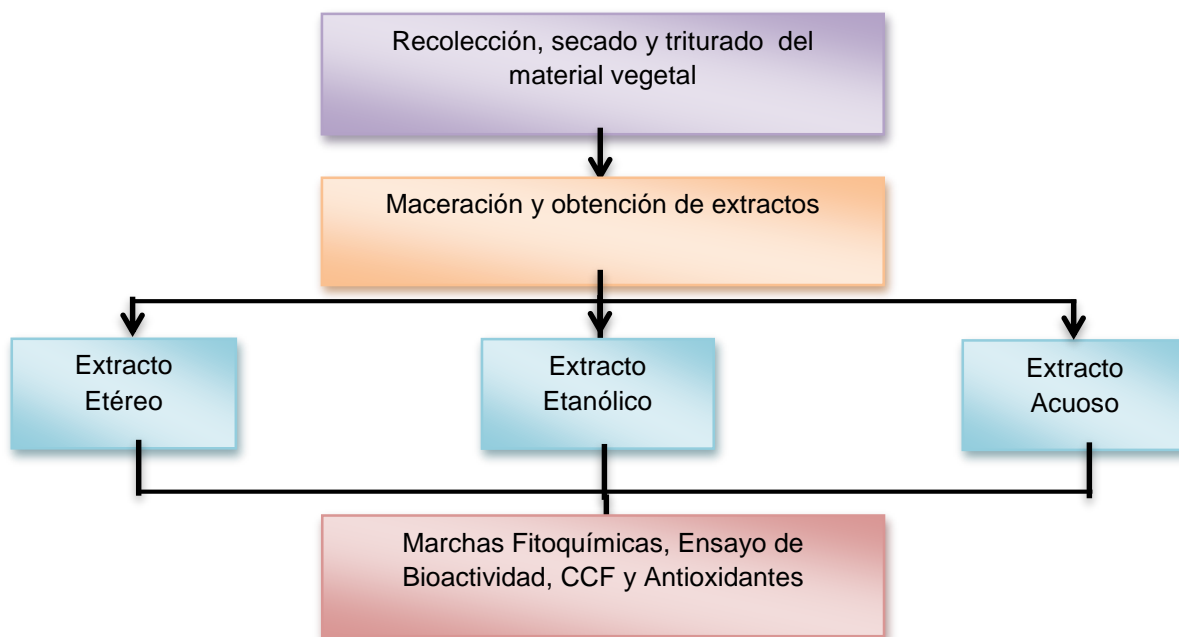 Recolección, secado y triturado  del
material vegetal
Maceración y obtención de extractos
Extracto
Etéreo
Extracto
Etanólico
Extracto
Acuoso
Marchas Fitoquímicas, Ensayo de
Bioactividad, CCF y Antioxidantes